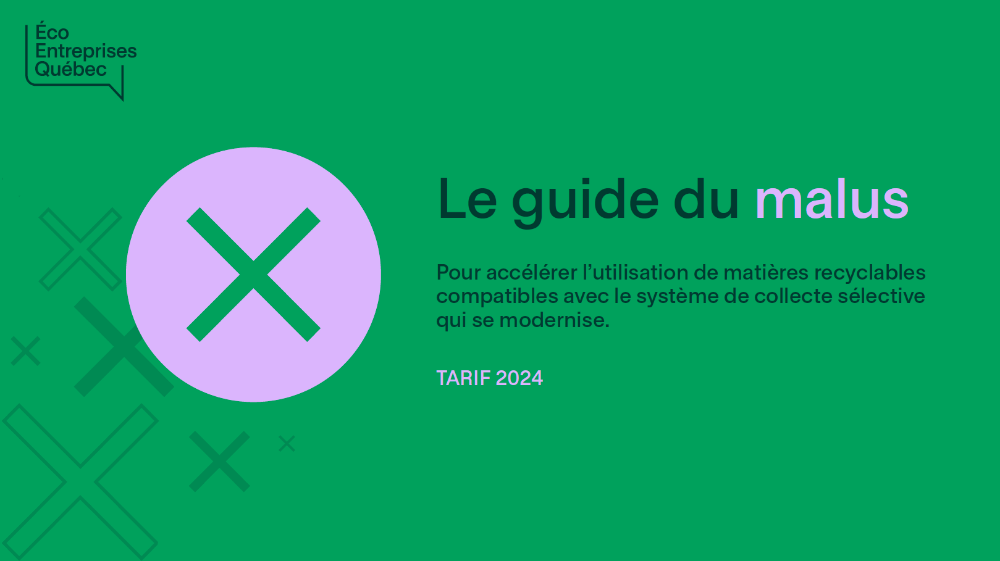 Éco
Entreprises
Québec
Le guide du malus
Pour accélérer l’utilisation de matières recyclables
compatibles avec le système de collecte sélective
qui se modernise.
TARIF 2024